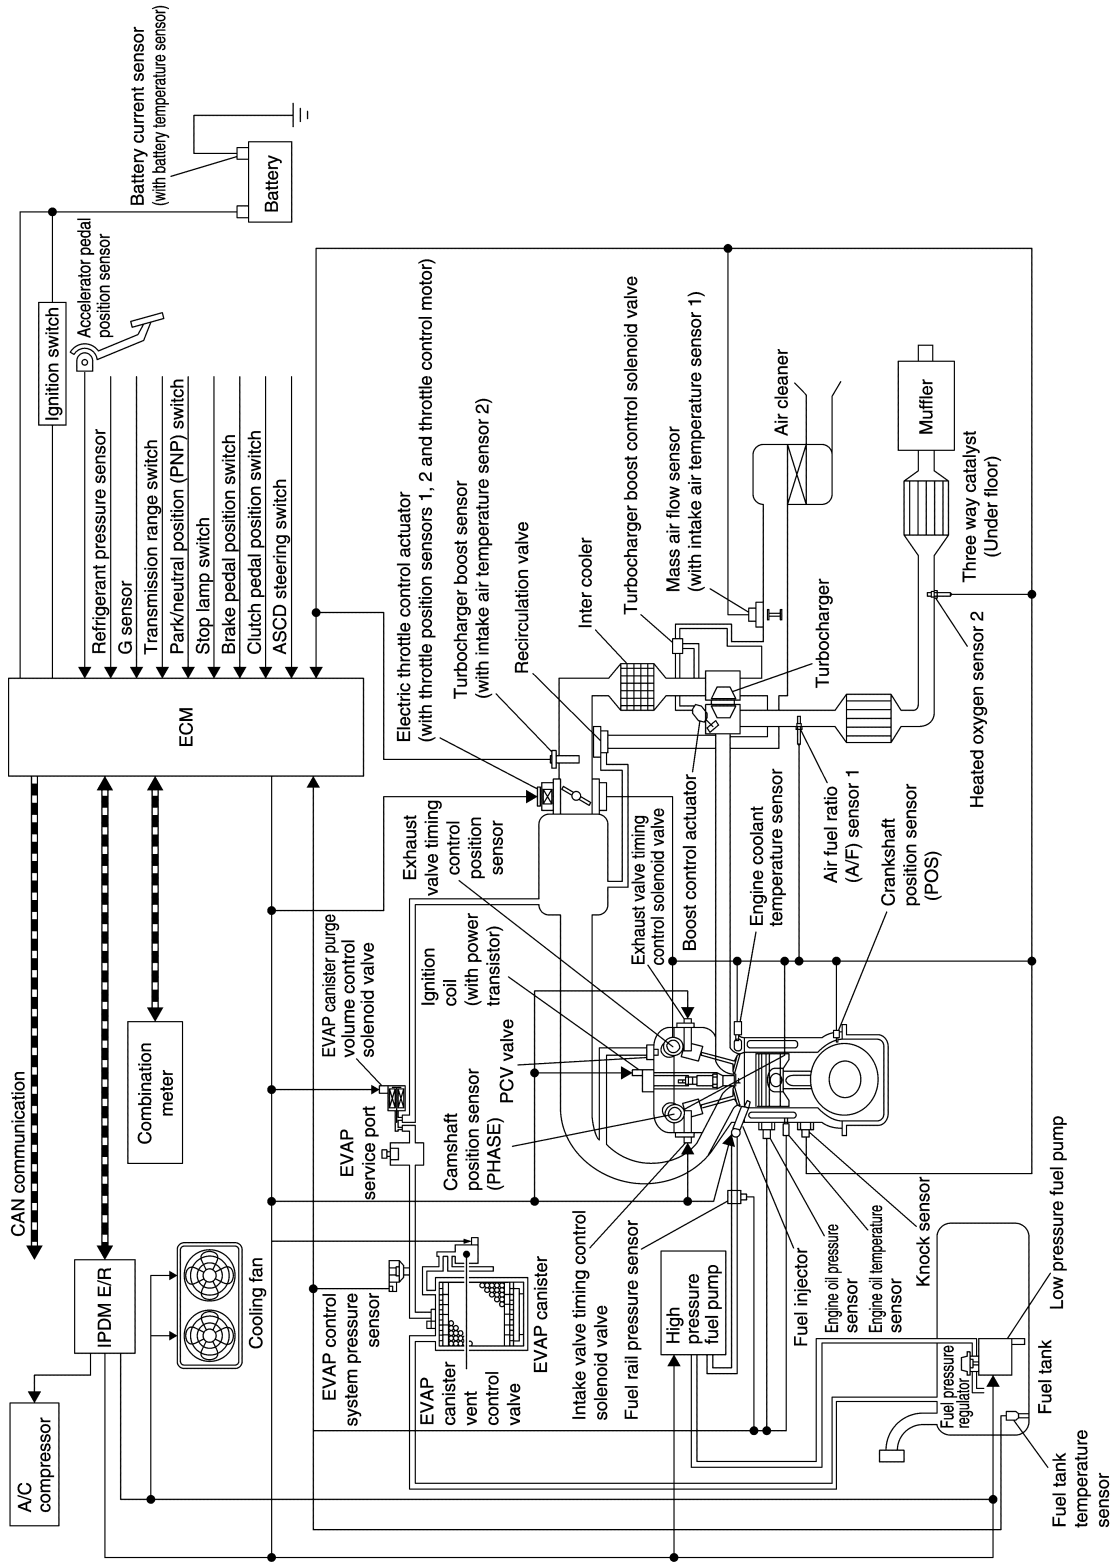 Battery current sensor
(with battery temperature sensor)
Battery
Ignition switch
Accelerator pedal
position sensor
Refrigerant pressure sensor
G sensor
Transmission range switch
Park/neutral position (PNP) switch
Stop lamp switch
Brake pedal position switch
Clutch pedal position switch
ASCD steering switch
ECM
CAN communication
Combination
meter
IPDM E/R
Cooling fan
A/C
compressor
Electric throttle control actuator
(with throttle position sensors 1, 2 and throttle control motor)
Turbocharger boost sensor
(with intake air temperature sensor 2)
Recirculation valve
Inter cooler
Turbocharger boost control solenoid valve
Mass air flow sensor
(with intake air temperature sensor 1)
Air cleaner
Muffler
Three way catalyst
(Under floor)
Heated oxygen sensor 2
Turbocharger
Boost control actuator
Air fuel ratio
(A/F) sensor 1
Engine coolant
temperature sensor
Crankshaft
position sensor
(POS)
Exhaust valve timing
control solenoid valve
Exhaust
valve timing
control
position
sensor
Ignition
coil
(with power
transistor)
PCV valve
Camshaft
position sensor
(PHASE)
EVAP canister purge
volume control
solenoid valve
EVAP
service port
EVAP control
system pressure
sensor
EVAP
canister
vent
control
valve
EVAP canister
Intake valve timing control
solenoid valve
Fuel rail pressure sensor
High
pressure
fuel pump
Fuel injector
Engine oil pressure
sensor
Engine oil temperature
sensor
Knock sensor
Low pressure fuel pump
Fuel pressure
regulator
Fuel tank
Fuel tank
temperature
sensor